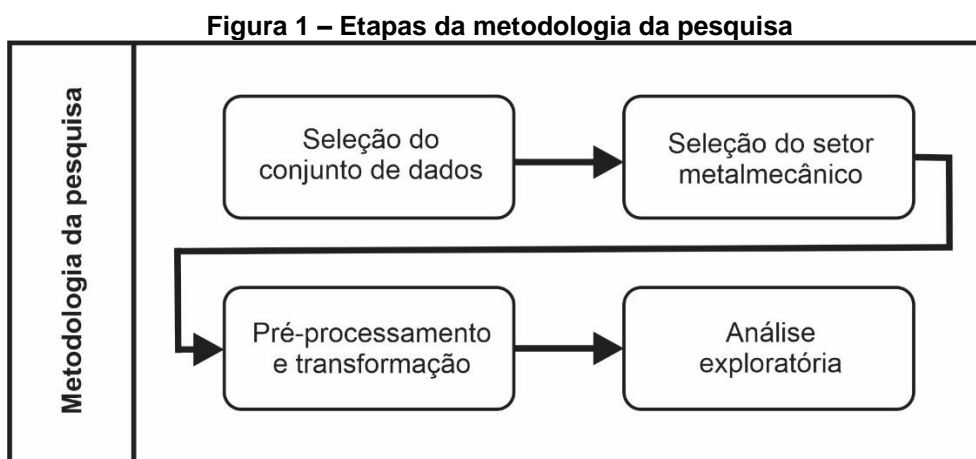 Figura 1 – Etapas da metodologia da pesquisa
Metodologia da pesquisa
Seleção do
conjunto de dados
Seleção do setor
metalmecânico
Pré-processamento
e transformação
Análise
exploratória